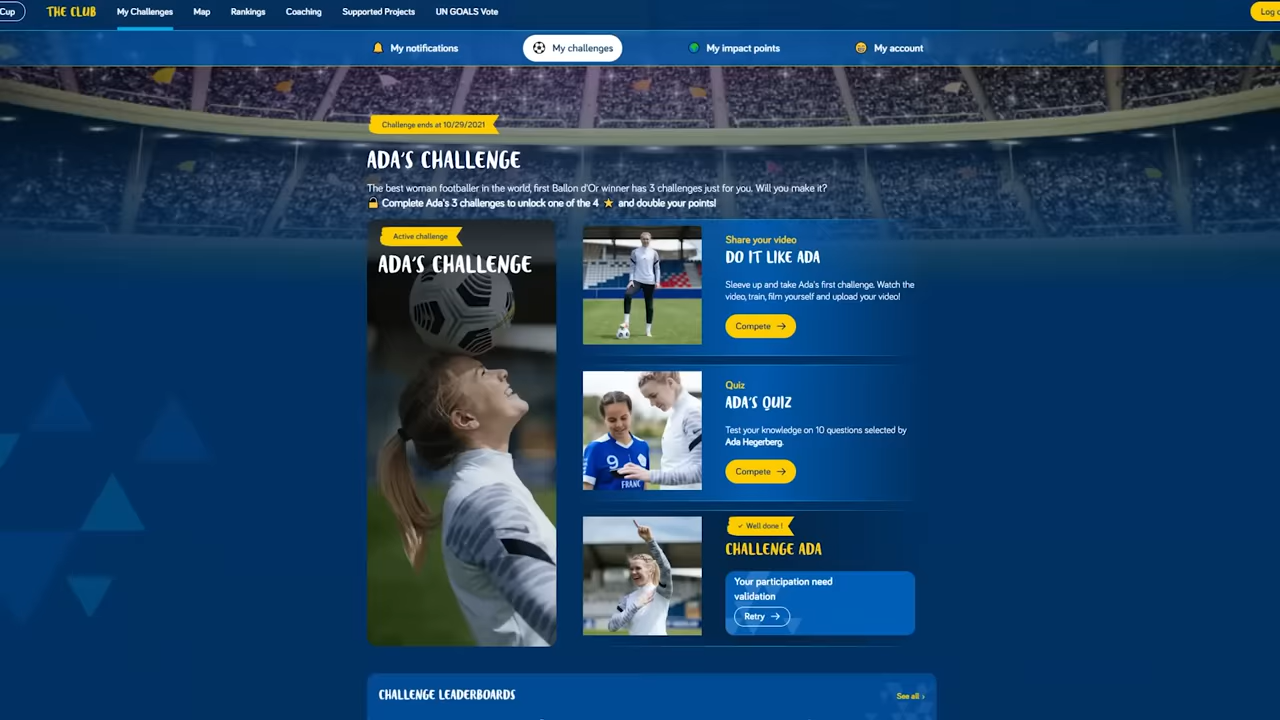 Cup
THE CLUB
My Challenges
Map
Rankings
Coaching
Supported Projects
UN GOALS Vote
Log
My notifications
My challenges
My impact points
My account
Challenge ends at 10/29/2021
ADA'S CHALLENGE
The best woman footballer in the world, first Ballon d'Or winner has 3 challenges just for you. Will you make it?
Complete Ada's 3 challenges to unlock one of the 4 ⭐ and double your points!
Active challenge
ADA'S CHALLENGE
Share your video
DO IT LIKE ADA
Sleeve up and take Ada's first challenge. Watch the
video, train, film yourself and upload your video!
Compete →
Quiz
ADA'S QUIZ
Test your knowledge on 10 questions selected by
Ada Hegerberg.
Compete →
9
FRANC
✓ Well done !
CHALLENGE ADA
Your participation need
validation
Retry →
CHALLENGE LEADERBOARDS
See all ›